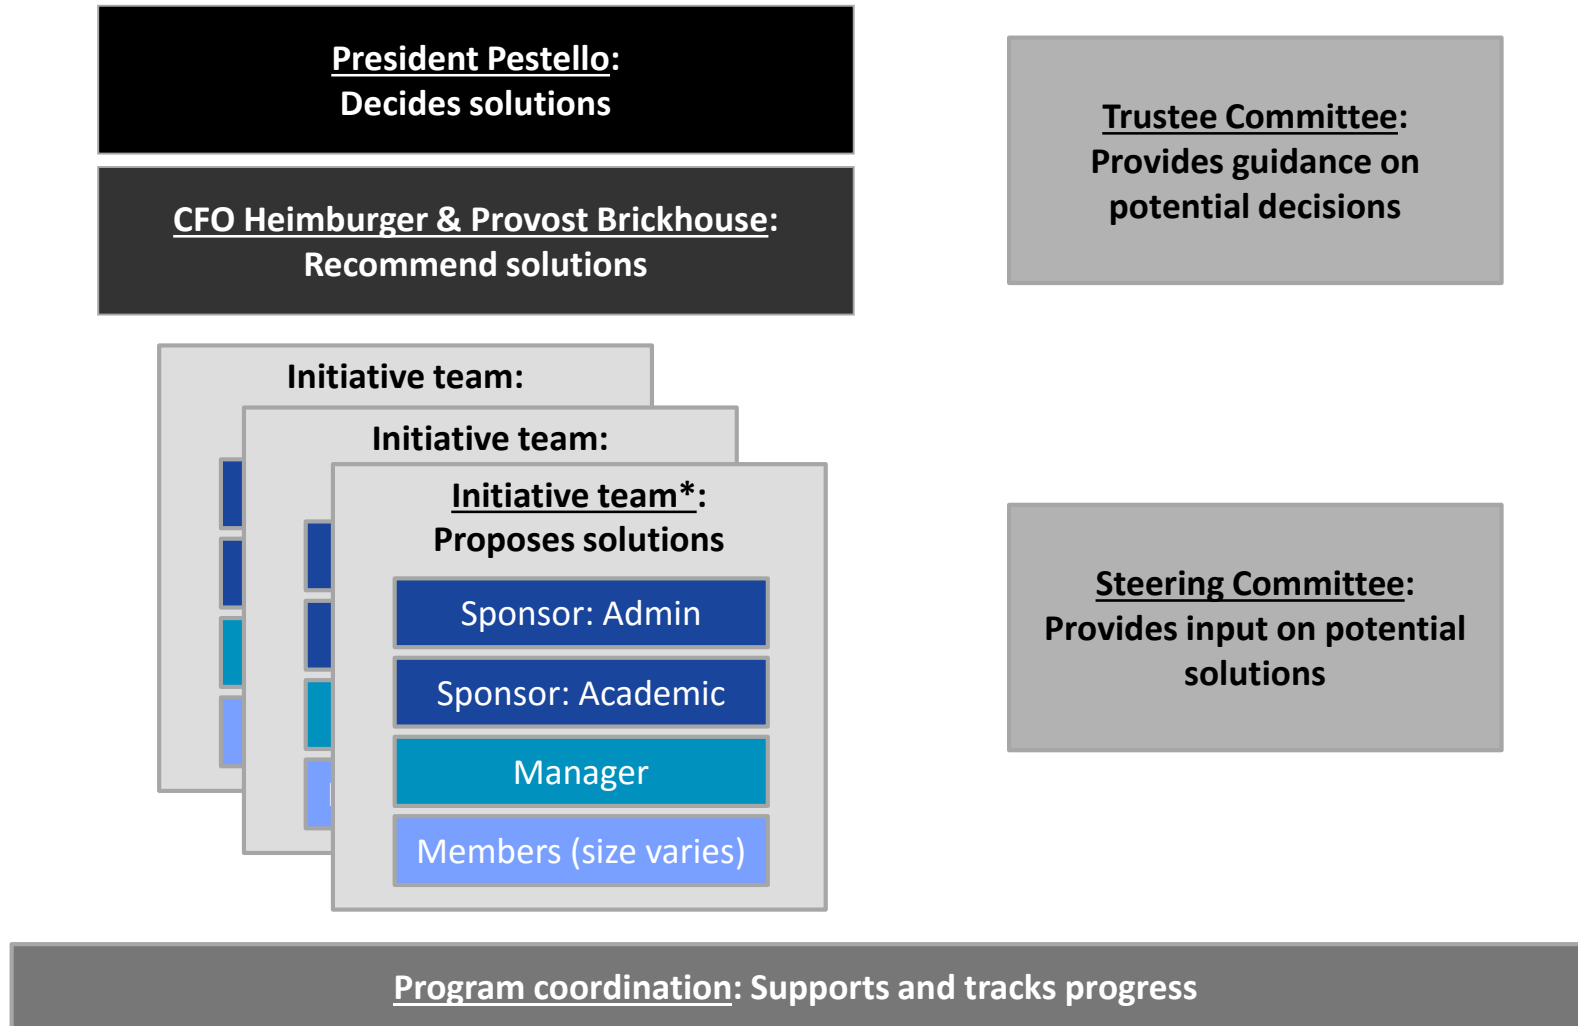 President Pestello:
Decides solutions
CFO Heimburger & Provost Brickhouse:
Recommend solutions
Trustee Committee:
Provides guidance on
potential decisions
Initiative team:
Initiative team:
Initiative team*:
Proposes solutions
Sponsor: Admin
Sponsor: Academic
Manager
Members (size varies)
Steering Committee:
Provides input on potential
solutions
Program coordination: Supports and tracks progress